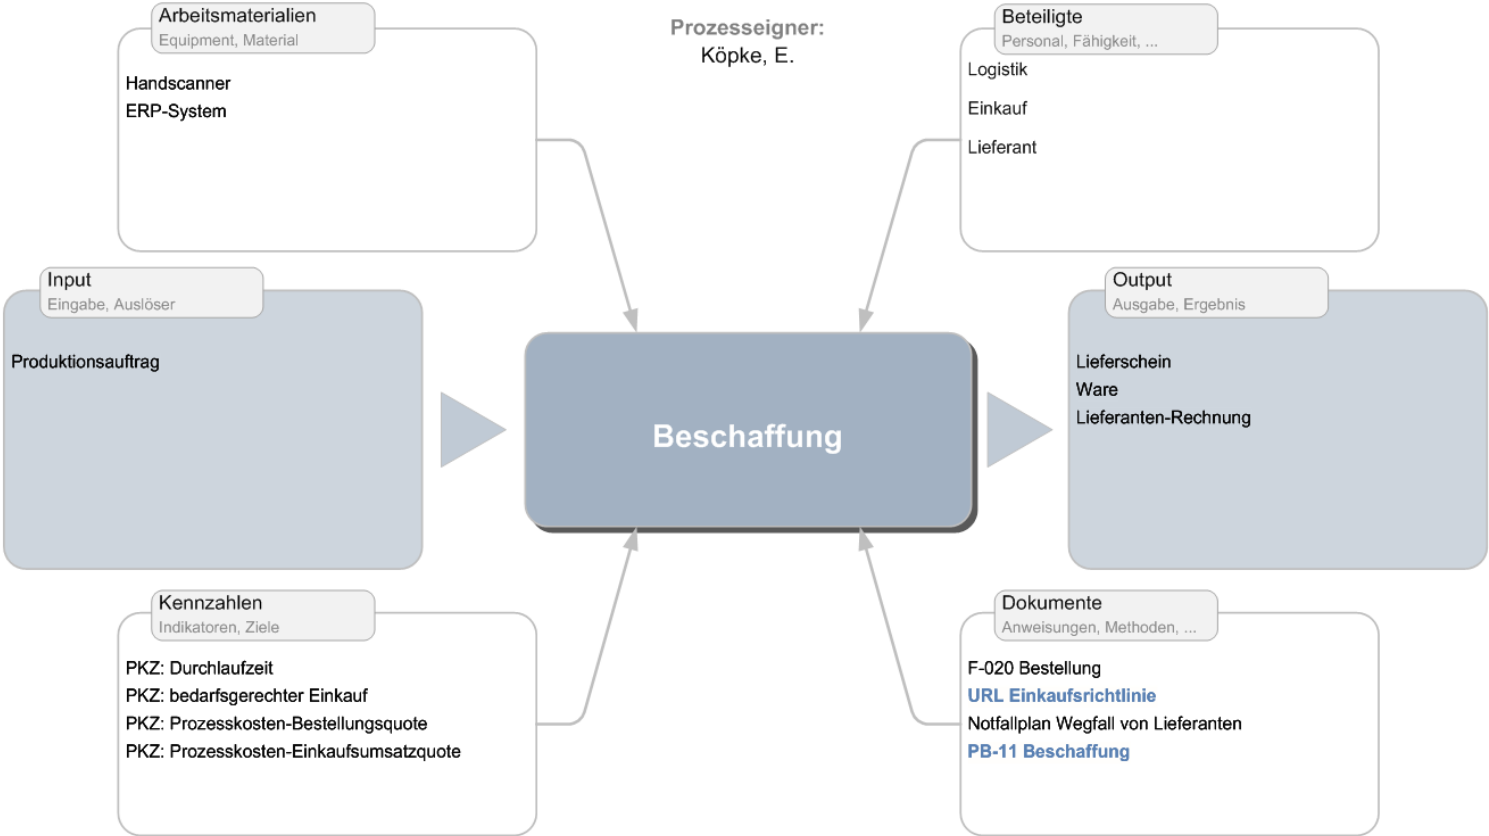 Arbeitsmaterialien
Equipment, Material
Handscanner
ERP-System
Prozesseigner:
Köpke, E.
Beteiligte
Personal, Fähigkeit, ...
Logistik
Einkauf
Lieferant
Input
Eingabe, Auslöser
Produktionsauftrag
Beschaffung
Output
Ausgabe, Ergebnis
Lieferschein
Ware
Lieferanten-Rechnung
Kennzahlen
Indikatoren, Ziele
PKZ: Durchlaufzeit
PKZ: bedarfsgerechter Einkauf
PKZ: Prozesskosten-Bestellungsquote
PKZ: Prozesskosten-Einkaufsumsatzquote
Dokumente
Anweisungen, Methoden, ...
F-020 Bestellung
URL Einkaufsrichtlinie
Notfallplan Wegfall von Lieferanten
PB-11 Beschaffung